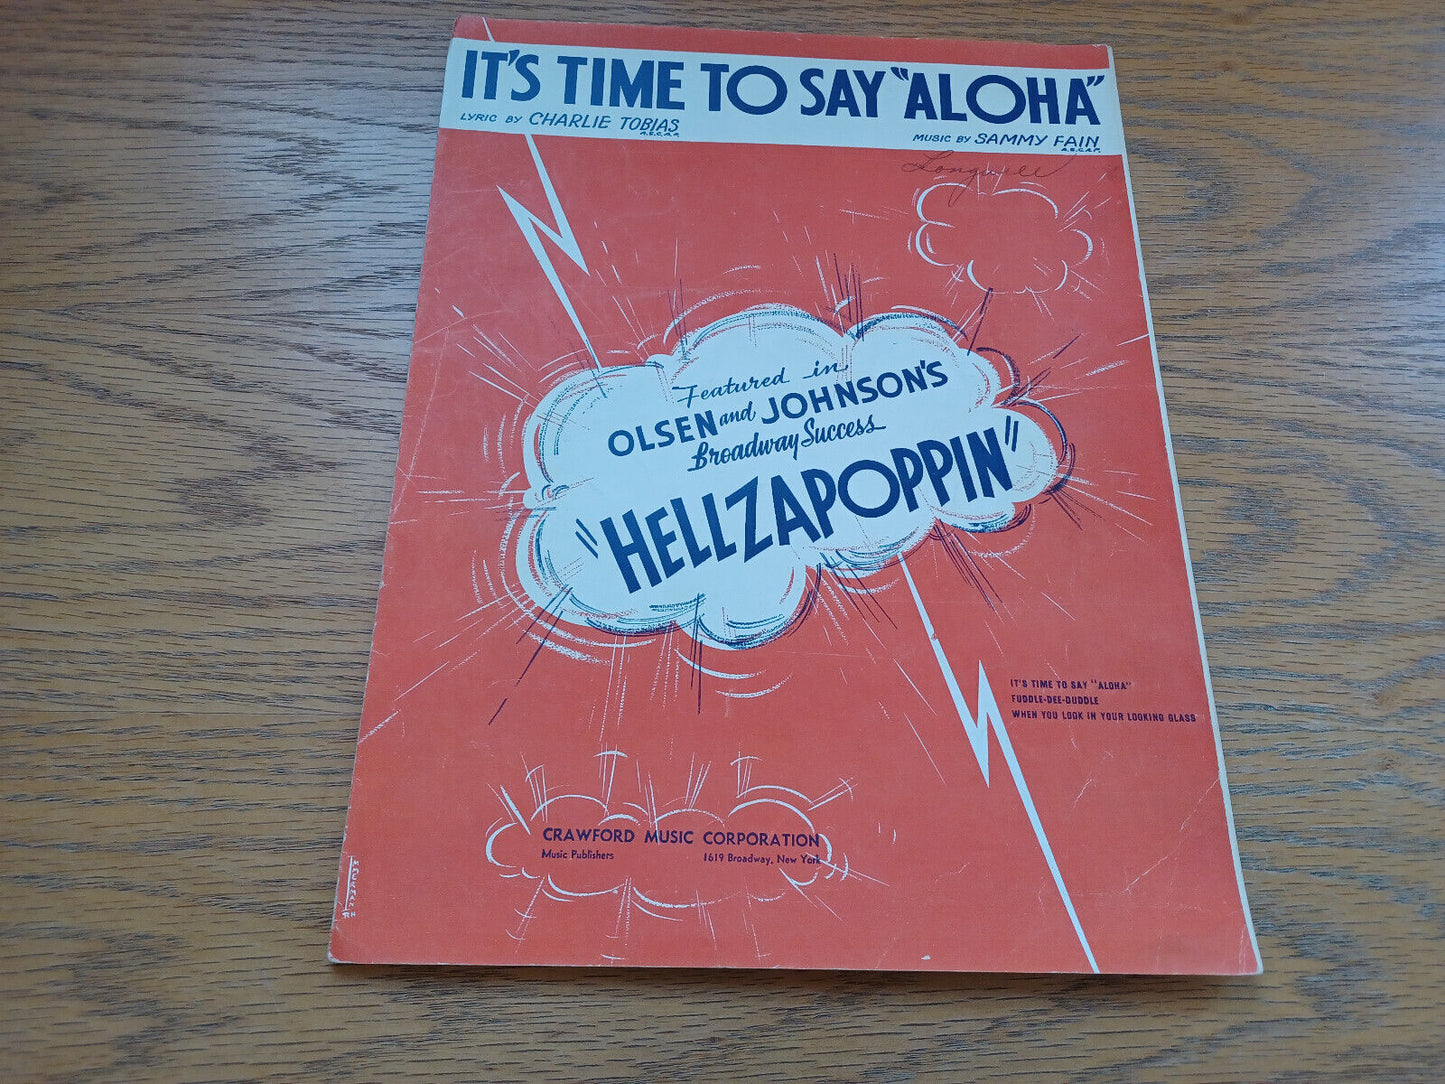 IT'S TIME TO SAY "ALOHA"
LYRIC BY CHARLIE TOBIAS
A.S.C.A.P.
MUSIC BY SAMMY FAIN
A.S.C.A.P.
Featured in
OLSEN and JOHNSON'S
Broadway Success
"HELLZAPOPPIN"
IT'S TIME TO SAY "ALOHA"
FUDDLE-DEE-DUDDLE
WHEN YOU LOOK IN YOUR LOOKING GLASS
CRAWFORD MUSIC CORPORATION
Music Publishers
1619 Broadway, New York